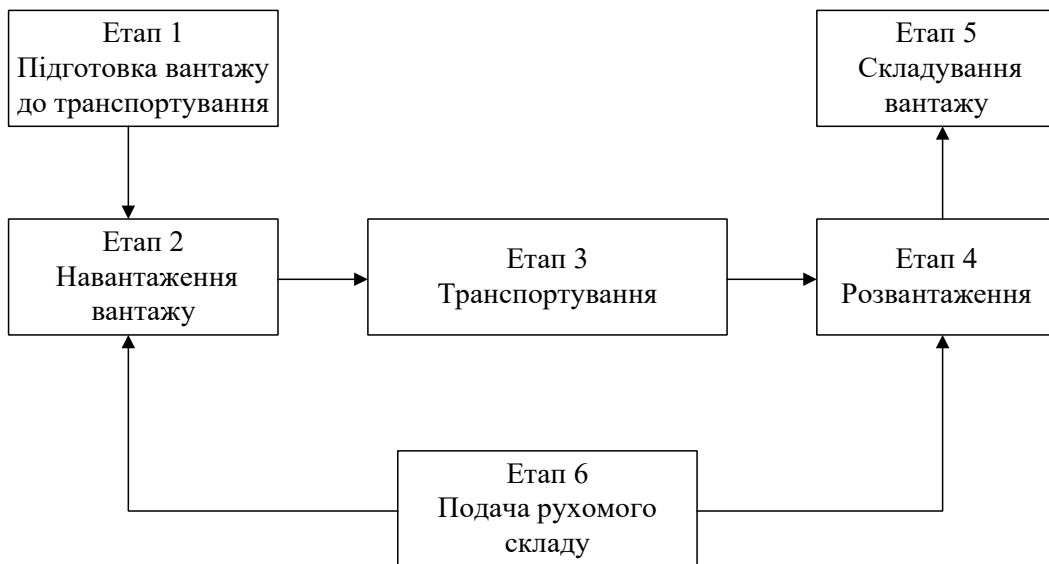 Етап 1
Підготовка вантажу
до транспортування
Етап 5
Складування
вантажу
Етап 2
Навантаження
вантажу
Етап 3
Транспортування
Етап 4
Розвантаження
Етап 6
Подача рухомого
складу